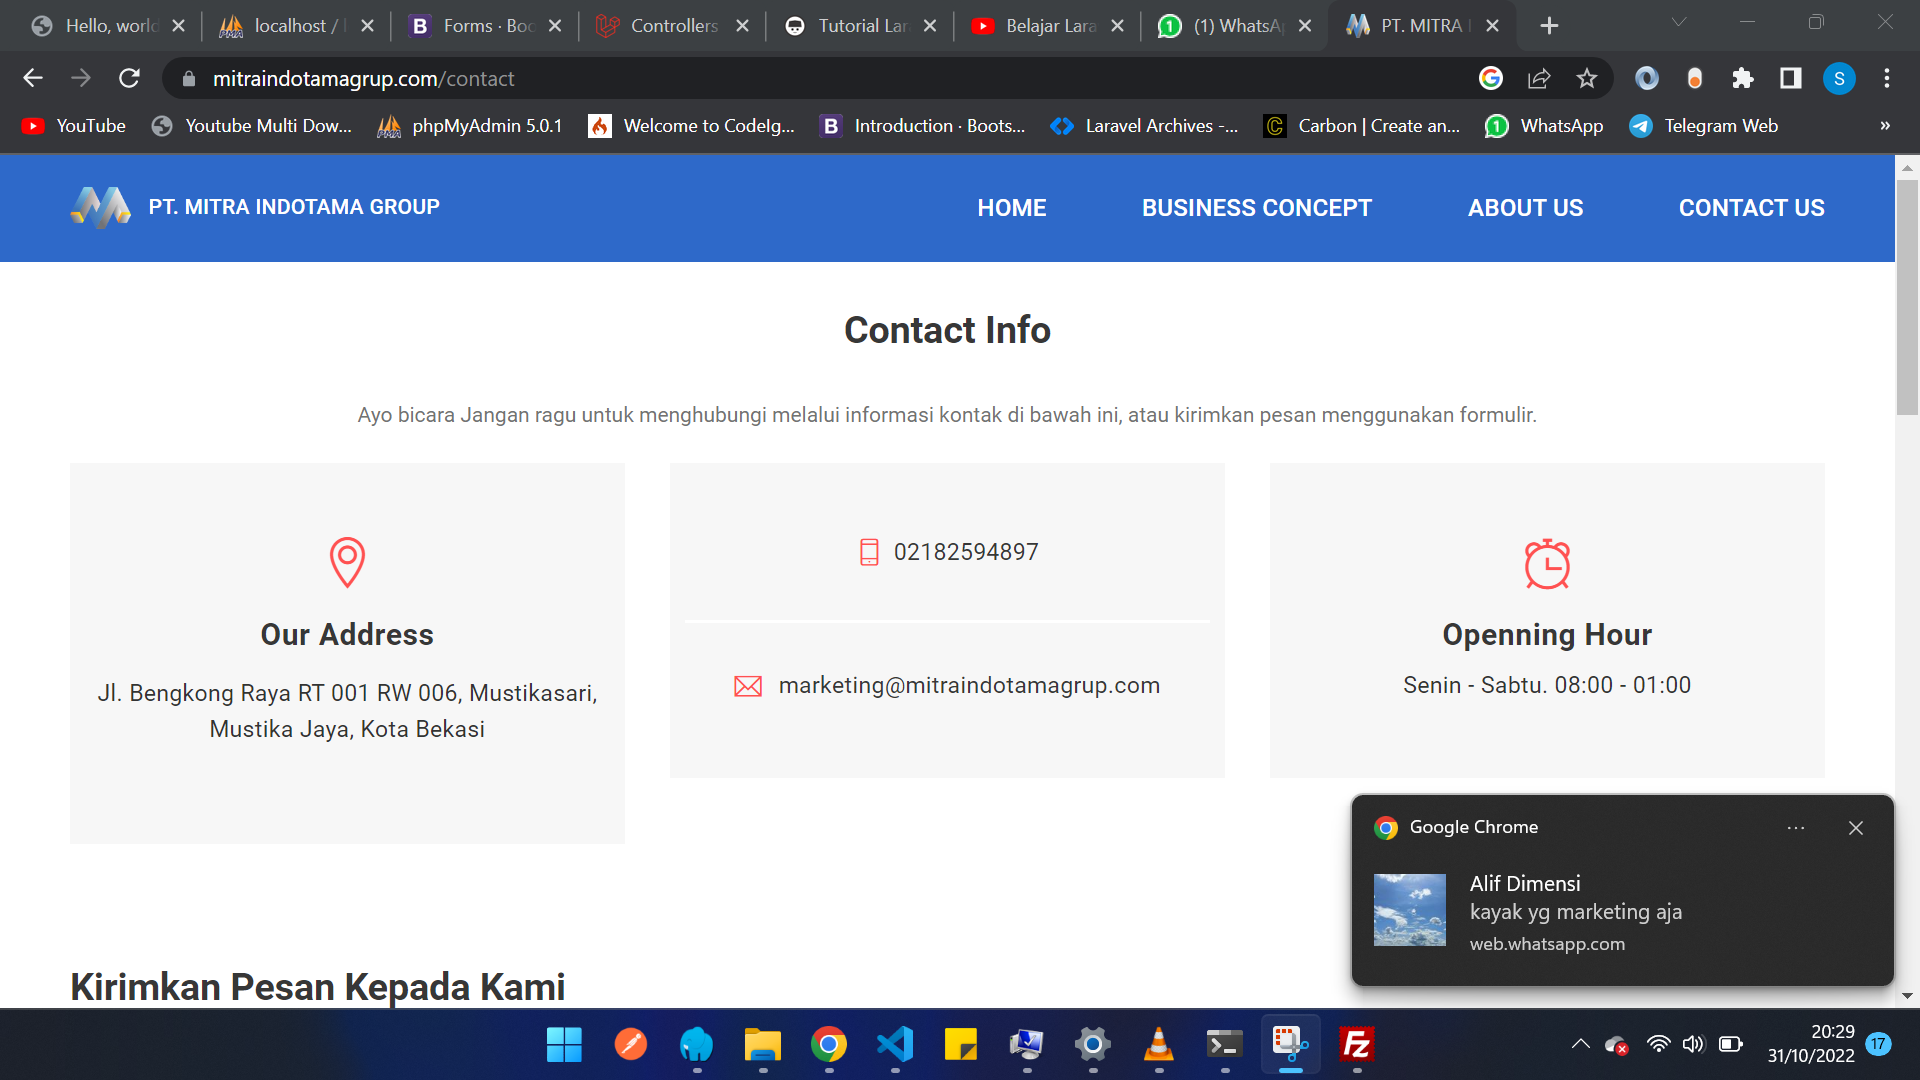 Hello, world
localhost / l
Forms · Boo
Controllers
Tutorial Lar
Belajar Lara
(1) WhatsAp
PT. MITRA I
mitraindotamagrup.com/contact
S
YouTube
Youtube Multi Dow...
phpMyAdmin 5.0.1
Welcome to CodeIg...
Introduction · Boots...
Laravel Archives -...
Carbon | Create an...
WhatsApp
Telegram Web
»
PT. MITRA INDOTAMA GROUP
HOME
BUSINESS CONCEPT
ABOUT US
CONTACT US
Contact Info
Ayo bicara Jangan ragu untuk menghubungi melalui informasi kontak di bawah ini, atau kirimkan pesan menggunakan formulir.
Our Address
Jl. Bengkong Raya RT 001 RW 006, Mustikasari,
Mustika Jaya, Kota Bekasi
02182594897
marketing@mitraindotamagrup.com
Openning Hour
Senin - Sabtu. 08:00 - 01:00
Google Chrome
Alif Dimensi
kayak yg marketing aja
web.whatsapp.com
Kirimkan Pesan Kepada Kami
20:29
31/10/2022
17